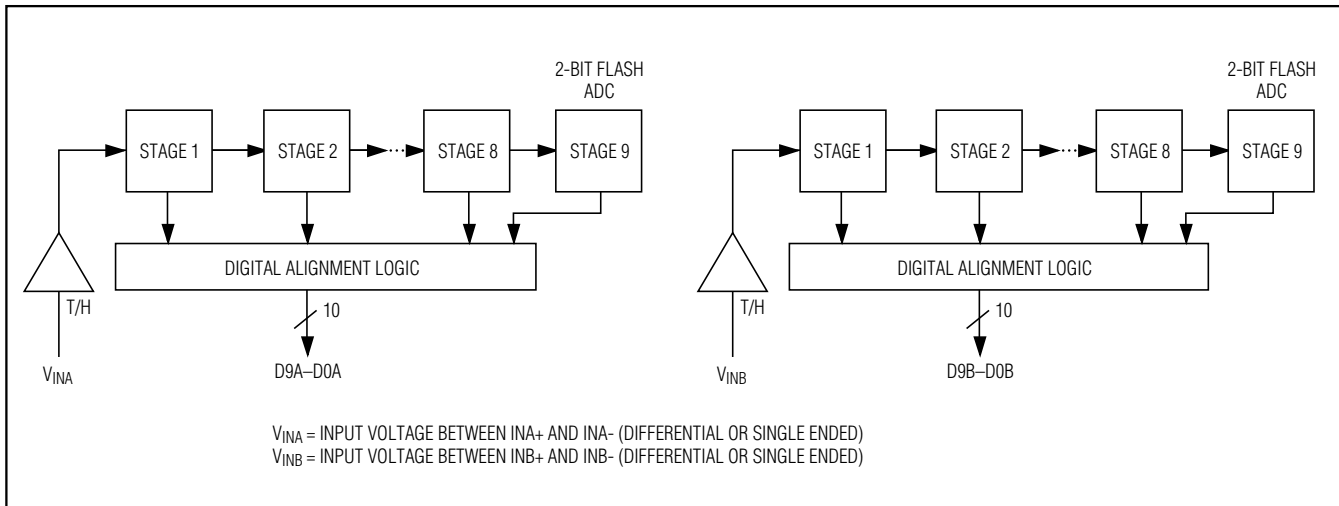 2-BIT FLASH
ADC
STAGE 1
STAGE 2
STAGE 8
STAGE 9
DIGITAL ALIGNMENT LOGIC
T/H
10
VINA
D9A–D0A
2-BIT FLASH
ADC
STAGE 1
STAGE 2
STAGE 8
STAGE 9
DIGITAL ALIGNMENT LOGIC
T/H
10
VINB
D9B–D0B
VINA = INPUT VOLTAGE BETWEEN INA+ AND INA- (DIFFERENTIAL OR SINGLE ENDED)
VINB = INPUT VOLTAGE BETWEEN INB+ AND INB- (DIFFERENTIAL OR SINGLE ENDED)